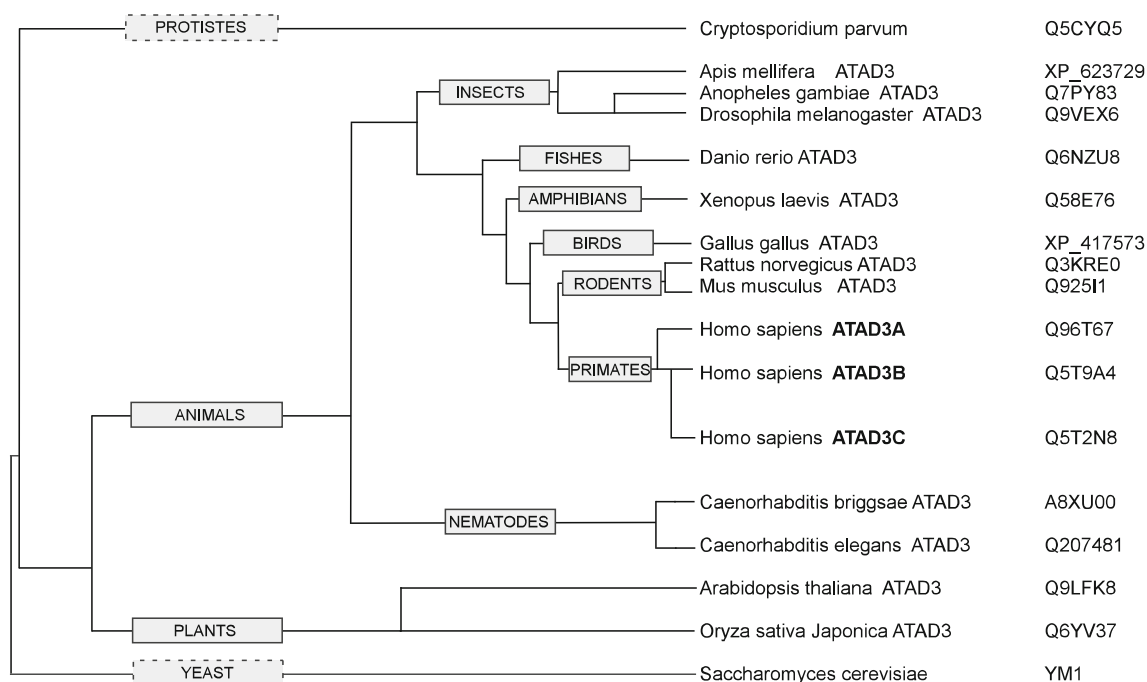 PROTISTES Cryptosporidium parvum Q5CYQ5
Apis mellifera ATAD3 XP_623729
INSECTS Anopheles gambiae ATAD3 Q7PY83
Drosophila melanogaster ATAD3 Q9VEX6
FISHES Danio rerio ATAD3 Q6NZU8
AMPHIBIANS Xenopus laevis ATAD3 Q58E76
BIRDS Gallus gallus ATAD3 XP_417573
Rattus norvegicus ATAD3 Q3KRE0
RODENTS Mus musculus ATAD3 Q925I1
Homo sapiens ATAD3A Q96T67
PRIMATES Homo sapiens ATAD3B Q5T9A4
ANIMALS
Homo sapiens ATAD3C Q5T2N8
Caenorhabditis briggsae ATAD3 A8XU00
NEMATODES
Caenorhabditis elegans ATAD3 Q207481
Arabidopsis thaliana ATAD3 Q9LFK8
PLANTS Oryza sativa Japonica ATAD3 Q6YV37
YEAST Saccharomyces cerevisiae YM1